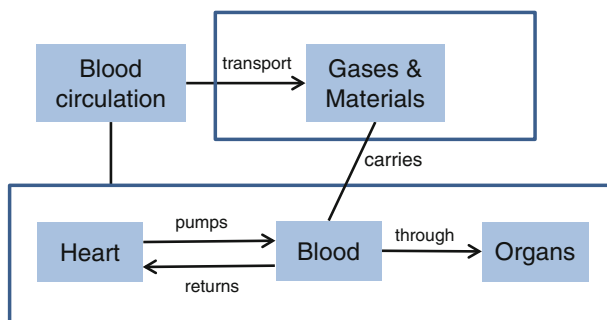 Blood
circulation
transport
Gases &
Materials
carries
Heart
pumps
returns
Blood
through
Organs